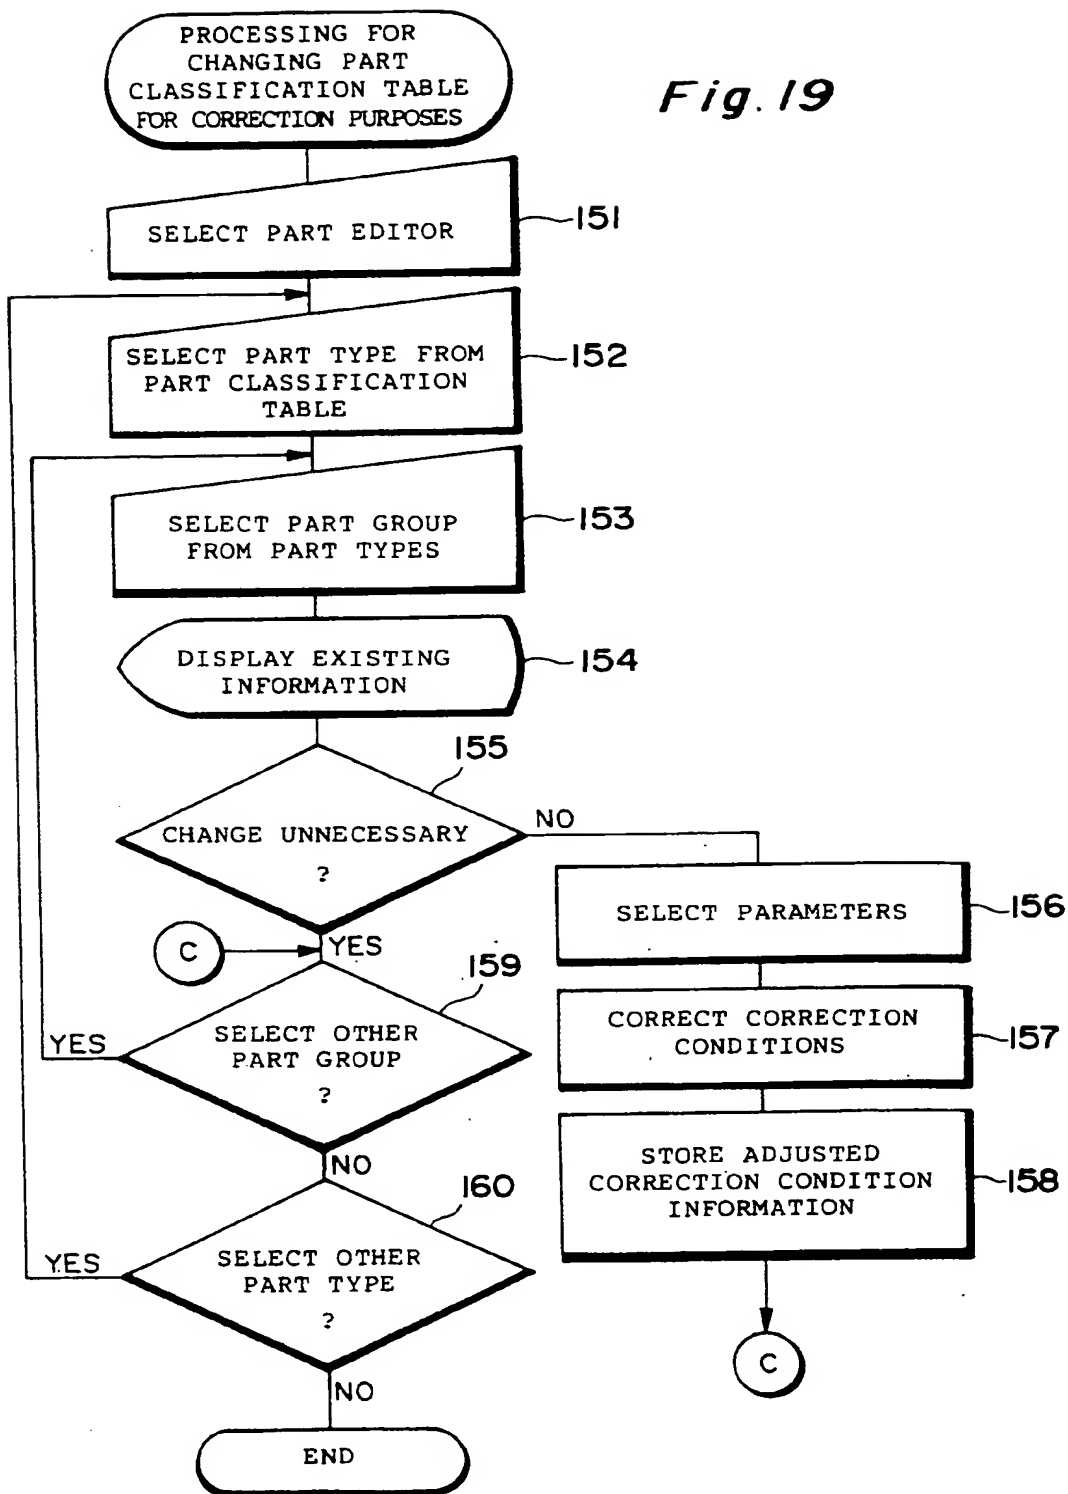 PROCESSING FOR
CHANGING PART
CLASSIFICATION TABLE
FOR CORRECTION PURPOSES
Fig. 19
SELECT PART EDITOR
151
SELECT PART TYPE FROM
PART CLASSIFICATION
TABLE
152
SELECT PART GROUP
FROM PART TYPES
153
DISPLAY EXISTING
INFORMATION
154
155
CHANGE UNNECESSARY
?
NO
YES
C
SELECT PARAMETERS
156
CORRECT CORRECTION
CONDITIONS
157
STORE ADJUSTED
CORRECTION CONDITION
INFORMATION
158
C
159
SELECT OTHER
PART GROUP
?
YES
NO
160
SELECT OTHER
PART TYPE
?
YES
NO
END